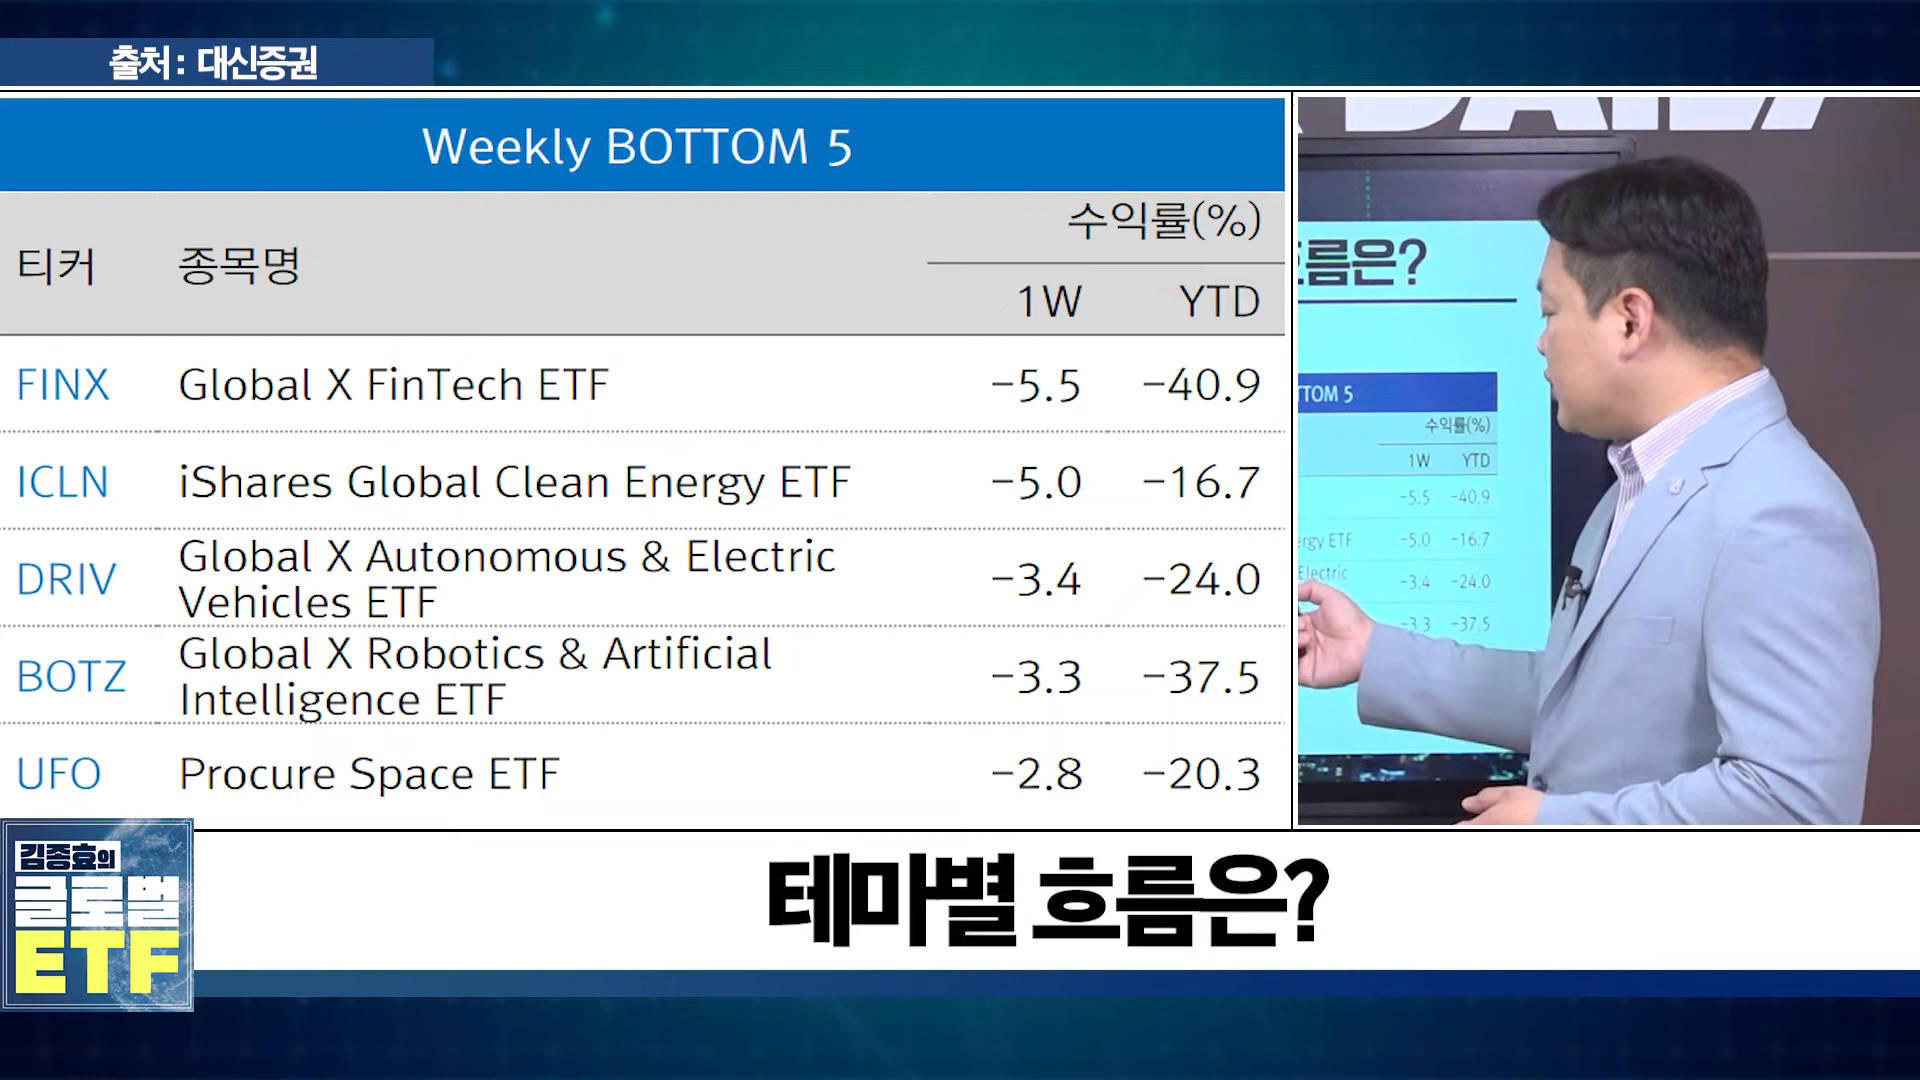 출처 : 대신증권
Weekly BOTTOM 5
티커 종목명 수익률(%)
1W YTD
FINX Global X FinTech ETF -5.5 -40.9
ICLN iShares Global Clean Energy ETF -5.0 -16.7
DRIV Global X Autonomous & Electric
Vehicles ETF -3.4 -24.0
BOTZ Global X Robotics & Artificial
Intelligence ETF -3.3 -37.5
UFO Procure Space ETF -2.8 -20.3
DAILY
흐름은?
TTOM 5
수익률(%)
1W YTD
-5.5 -40.9
ergy ETF -5.0 -16.7
Electric
-3.4 -24.0
-3.3 -37.5
김종효의
글로벌
ETF
테마별 흐름은?